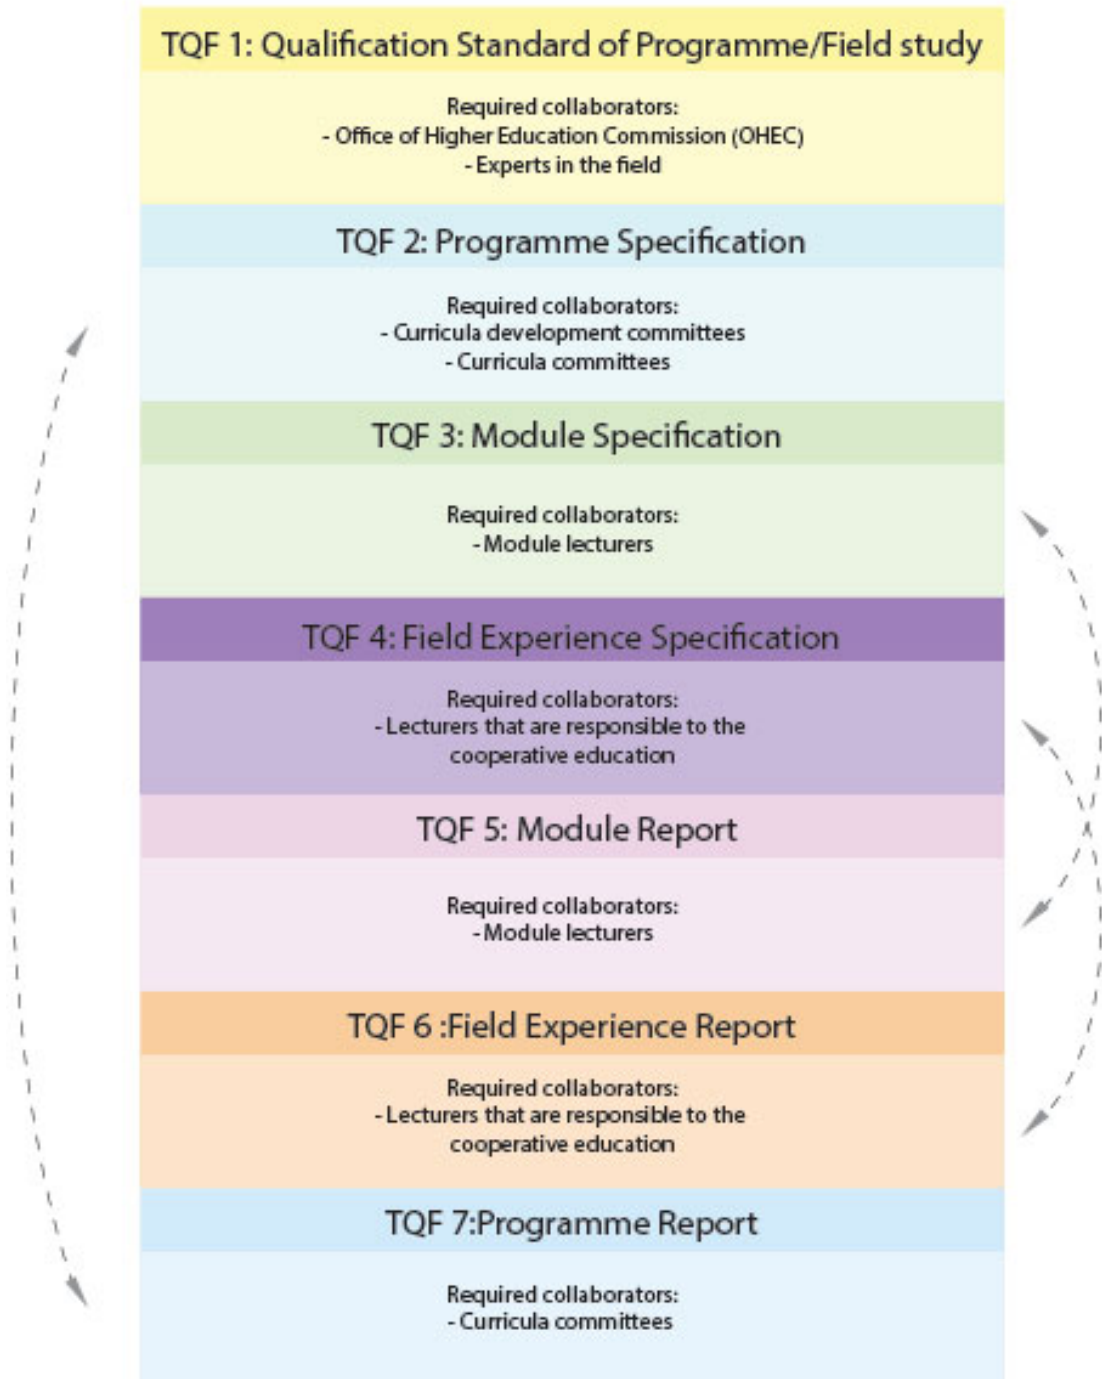 TQF 1: Qualification Standard of Programme/Field study
Required collaborators:
- Office of Higher Education Commission (OHEC)
- Experts in the field
TQF 2: Programme Specification
Required collaborators:
- Curricula development committees
- Curricula committees
TQF 3: Module Specification
Required collaborators:
- Module lecturers
TQF 4: Field Experience Specification
Required collaborators:
- Lecturers that are responsible to the
cooperative education
TQF 5: Module Report
Required collaborators:
- Module lecturers
TQF 6 :Field Experience Report
Required collaborators:
- Lecturers that are responsible to the
cooperative education
TQF 7:Programme Report
Required collaborators:
- Curricula committees